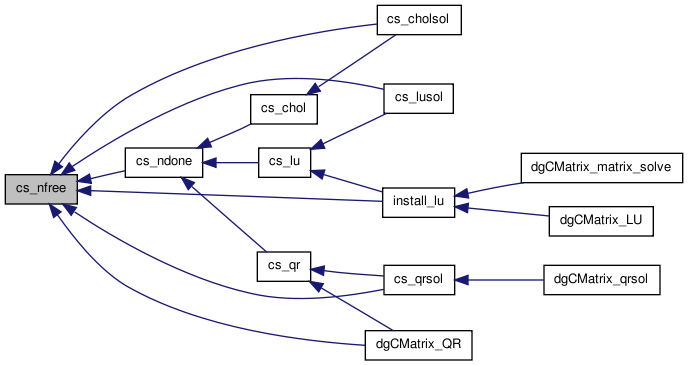 cs_cholsol
cs_lusol
cs_chol
cs_ndone
cs_lu
dgCMatrix_matrix_solve
cs_nfree
install_lu
dgCMatrix_LU
cs_qr
cs_qrsol
dgCMatrix_qrsol
dgCMatrix_QR